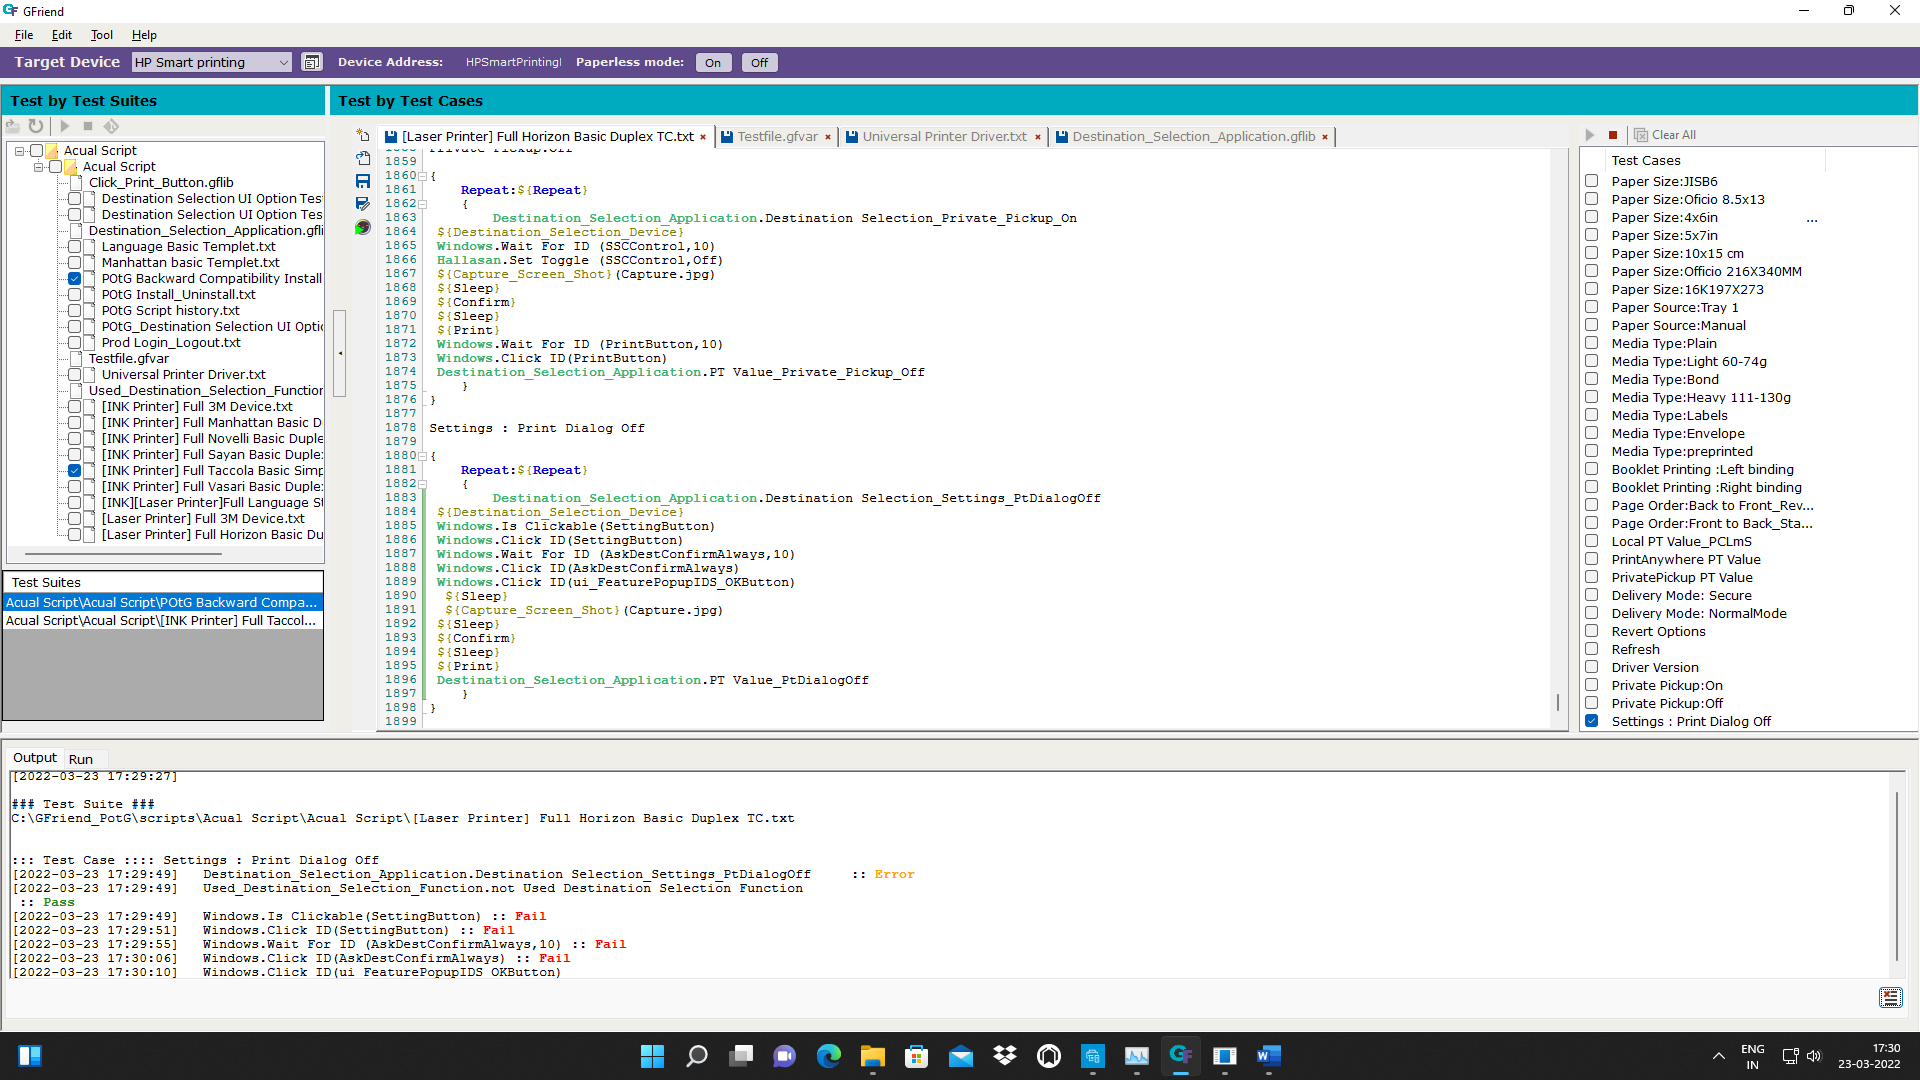 GFriend
File Edit Tool Help
Target Device HP Smart printing Device Address: HPSmartPrintingI Paperless mode: On Off
Test by Test Suites
Acual Script
Acual Script
Click_Print_Button.gflib
Destination Selection UI Option Tes
Destination Selection UI Option Tes
Destination_Selection_Application.gfli
Language Basic Templet.txt
Manhattan basic Templet.txt
POtG Backward Compatibility Install
POtG Install_Uninstall.txt
POtG Script history.txt
POtG_Destination Selection UI Optio
Prod Login_Logout.txt
Testfile.gfvar
Universal Printer Driver.txt
Used_Destination_Selection_Function
[INK Printer] Full 3M Device.txt
[INK Printer] Full Manhattan Basic D
[INK Printer] Full Novelli Basic Duple
[INK Printer] Full Sayan Basic Duple
[INK Printer] Full Taccola Basic Simp
[INK Printer] Full Vasari Basic Duple
[INK][Laser Printer]Full Language St
[Laser Printer] Full 3M Device.txt
[Laser Printer] Full Horizon Basic Du
Test Suites
Acual Script\Acual Script\POtG Backward Compa...
Acual Script\Acual Script\[INK Printer] Full Taccol...
Test by Test Cases
[Laser Printer] Full Horizon Basic Duplex TC.txt × Testfile.gfvar × Universal Printer Driver.txt × Destination_Selection_Application.gflib ×
1858 Private Pickup:Off
1859
1860 {
1861 Repeat:${Repeat}
1862 {
1863 Destination_Selection_Application.Destination Selection_Private_Pickup_On
1864 ${Destination_Selection_Device}
1865 Windows.Wait For ID (SSCControl,10)
1866 Hallasan.Set Toggle (SSCControl,Off)
1867 ${Capture_Screen_Shot}(Capture.jpg)
1868 ${Sleep}
1869 ${Confirm}
1870 ${Sleep}
1871 ${Print}
1872 Windows.Wait For ID (PrintButton,10)
1873 Windows.Click ID(PrintButton)
1874 Destination_Selection_Application.PT Value_Private_Pickup_Off
1875 }
1876 }
1877
1878 Settings : Print Dialog Off
1879
1880 {
1881 Repeat:${Repeat}
1882 {
1883 Destination_Selection_Application.Destination Selection_Settings_PtDialogOff
1884 ${Destination_Selection_Device}
1885 Windows.Is Clickable(SettingButton)
1886 Windows.Click ID(SettingButton)
1887 Windows.Wait For ID (AskDestConfirmAlways,10)
1888 Windows.Click ID(AskDestConfirmAlways)
1889 Windows.Click ID(ui_FeaturePopupIDS_OKButton)
1890 ${Sleep}
1891 ${Capture_Screen_Shot}(Capture.jpg)
1892 ${Sleep}
1893 ${Confirm}
1894 ${Sleep}
1895 ${Print}
1896 Destination_Selection_Application.PT Value_PtDialogOff
1897 }
1898 }
1899
Clear All
Test Cases
Paper Size:JISB6
Paper Size:Oficio 8.5x13
Paper Size:4x6in ...
Paper Size:5x7in
Paper Size:10x15 cm
Paper Size:Officio 216X340MM
Paper Size:16K197X273
Paper Source:Tray 1
Paper Source:Manual
Media Type:Plain
Media Type:Light 60-74g
Media Type:Bond
Media Type:Heavy 111-130g
Media Type:Labels
Media Type:Envelope
Media Type:preprinted
Booklet Printing :Left binding
Booklet Printing :Right binding
Page Order:Back to Front_Rev...
Page Order:Front to Back_Sta...
Local PT Value_PCLmS
PrintAnywhere PT Value
PrivatePickup PT Value
Delivery Mode: Secure
Delivery Mode: NormalMode
Revert Options
Refresh
Driver Version
Private Pickup:On
Private Pickup:Off
Settings : Print Dialog Off
Output Run
[2022-03-23 17:29:27]
### Test Suite ###
C:\GFriend_PotG\scripts\Acual Script\Acual Script\[Laser Printer] Full Horizon Basic Duplex TC.txt
::: Test Case :::: Settings : Print Dialog Off
[2022-03-23 17:29:49] Destination_Selection_Application.Destination Selection_Settings_PtDialogOff :: Error
[2022-03-23 17:29:49] Used_Destination_Selection_Function.not Used Destination Selection Function
:: Pass
[2022-03-23 17:29:49] Windows.Is Clickable(SettingButton) :: Fail
[2022-03-23 17:29:51] Windows.Click ID(SettingButton) :: Fail
[2022-03-23 17:29:55] Windows.Wait For ID (AskDestConfirmAlways,10) :: Fail
[2022-03-23 17:30:06] Windows.Click ID(AskDestConfirmAlways) :: Fail
[2022-03-23 17:30:10] Windows.Click ID(ui_FeaturePopupIDS_OKButton)
ENG
IN
17:30
23-03-2022